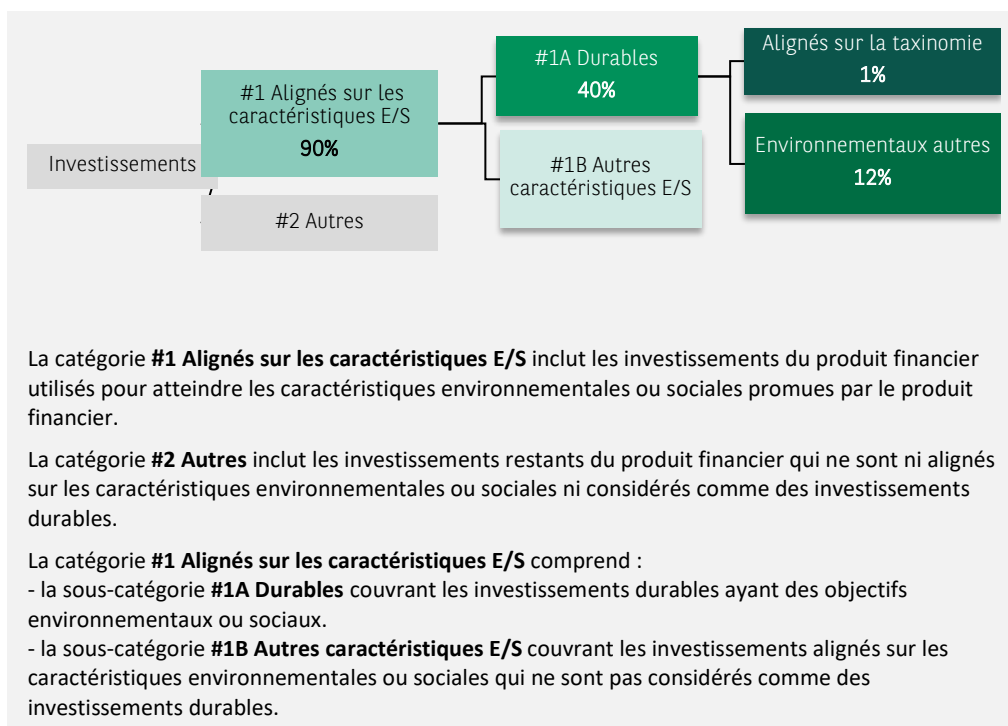 Investissements
#1 Alignés sur les
caractéristiques E/S
90%
#2 Autres
#1A Durables
40%
#1B Autres
caractéristiques E/S
Alignés sur la taxinomie
1%
Environnementaux autres
12%
La catégorie #1 Alignés sur les caractéristiques E/S inclut les investissements du produit financier
utilisés pour atteindre les caractéristiques environnementales ou sociales promues par le produit
financier.
La catégorie #2 Autres inclut les investissements restants du produit financier qui ne sont ni alignés
sur les caractéristiques environnementales ou sociales ni considérés comme des investissements
durables.
La catégorie #1 Alignés sur les caractéristiques E/S comprend :
- la sous-catégorie #1A Durables couvrant les investissements durables ayant des objectifs
environnementaux ou sociaux.
- la sous-catégorie #1B Autres caractéristiques E/S couvrant les investissements alignés sur les
caractéristiques environnementales ou sociales qui ne sont pas considérés comme des
investissements durables.